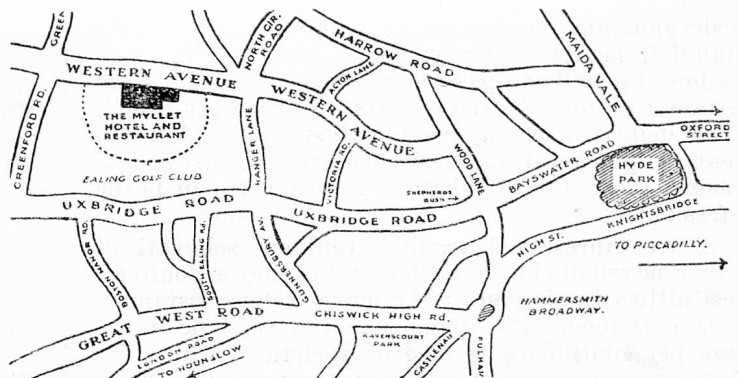 GREEN
NORTH CIR.
ROAD
HARROW ROAD
MAIDA VALE
WESTERN AVENUE
ACTON LANE
WESTERN AVENUE
OXFORD
STREET
GREENFORD RD.
THE MYLLET
HOTEL AND
RESTAURANT
HANGER LANE
VICTORIA RD.
WOOD LANE
BAYSWATER ROAD
HYDE
PARK
EALING GOLF CLUB
SHEPHERDS
BUSH
UXBRIDGE ROAD
UXBRIDGE ROAD
KNIGHTSBRIDGE
HIGH ST.
TO PICCADILLY.
BOSTON MANOR RD.
SOUTH EALING RD.
GUNNERSBURY AV.
GREAT WEST ROAD
CHISWICK HIGH RD.
HAMMERSMITH
BROADWAY.
LONDON ROAD
TO HOUNSLOW
RAVENSCOURT
PARK
CASTLENAU
FULHAM